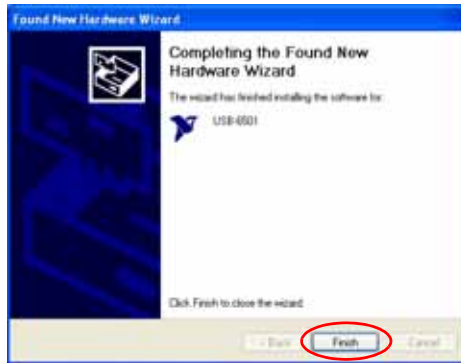 Found New Hardware Wizard
Completing the Found New
Hardware Wizard
The wizard has finished installing the software for:
USB-6501
Click Finish to close the wizard.
< Back Finish Cancel